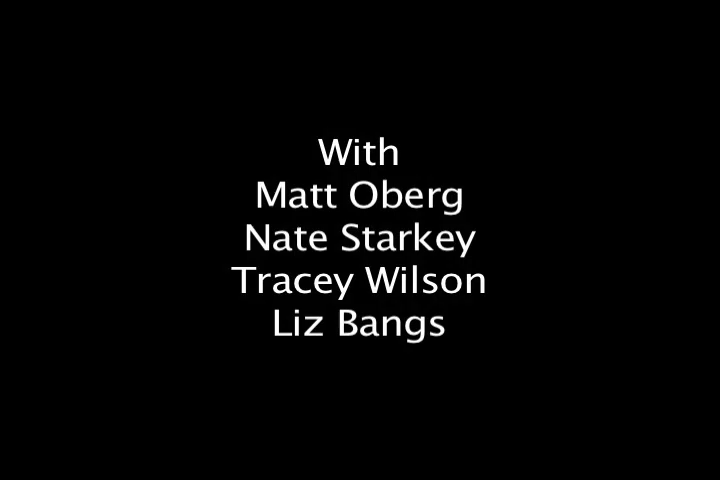 With
Matt Oberg
Nate Starkey
Tracey Wilson
Liz Bangs